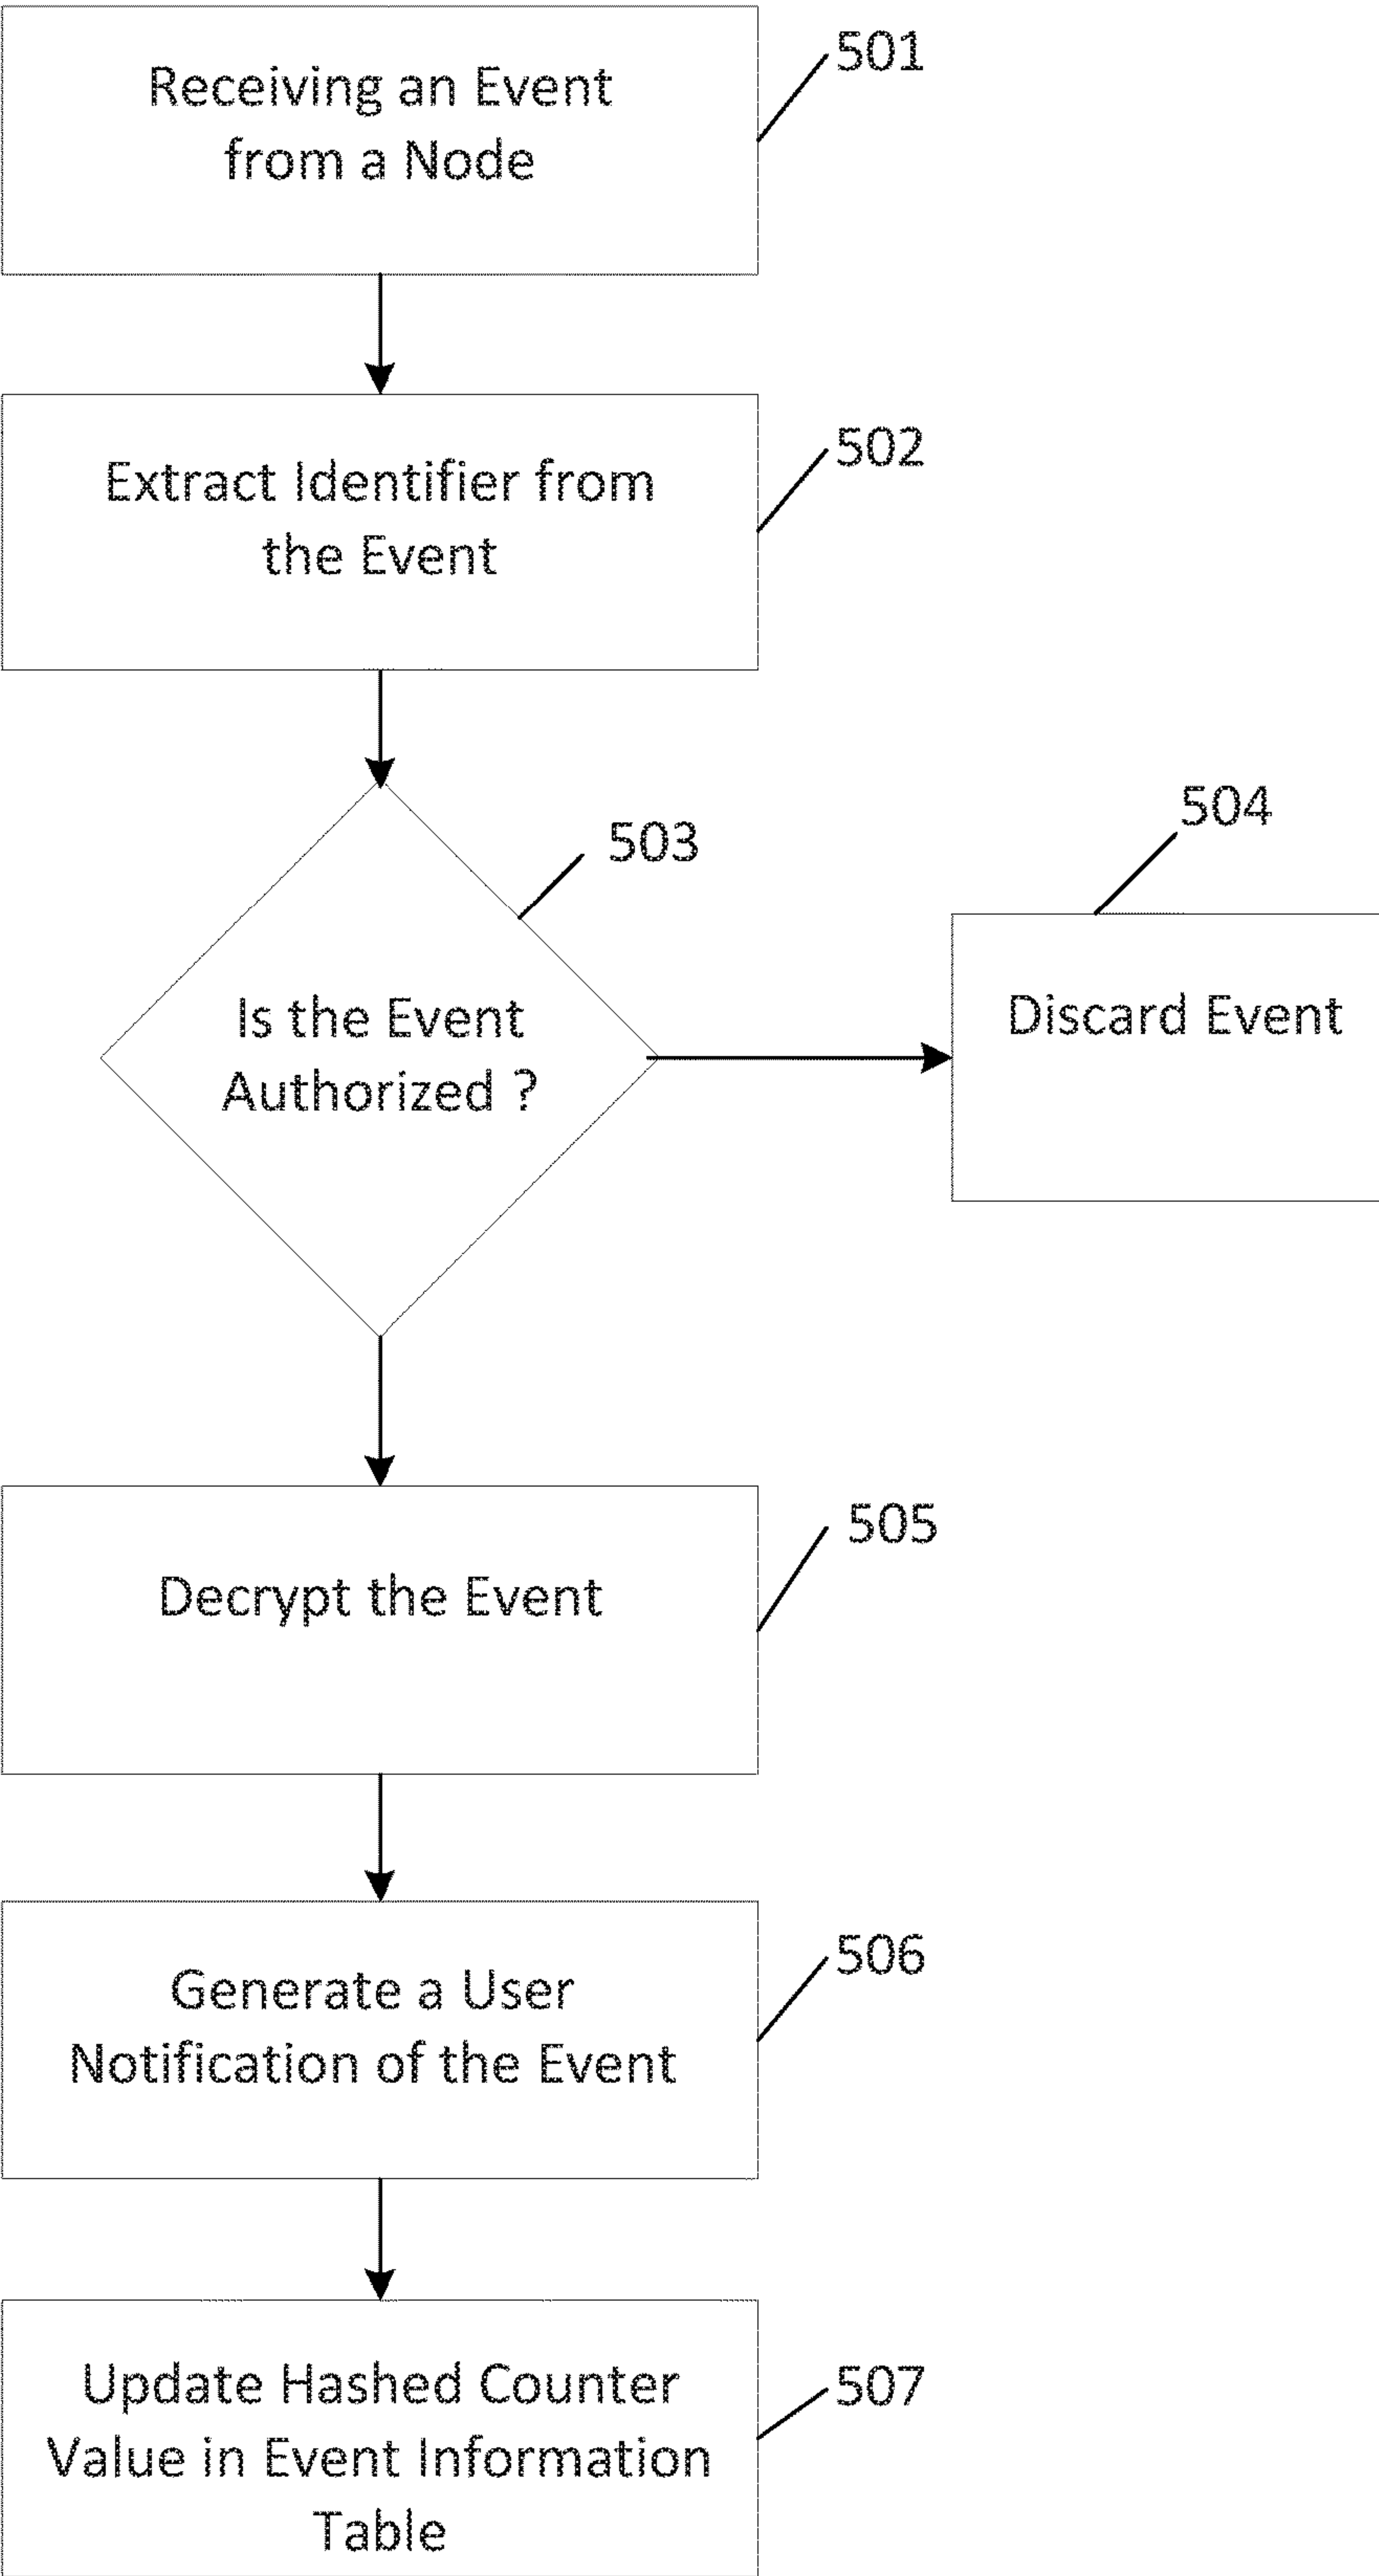 Receiving an Event
from a Node
501
Extract Identifier from
the Event
502
503
Is the Event
Authorized ?
504
Discard Event
Decrypt the Event
505
Generate a User
Notification of the Event
506
Update Hashed Counter
Value in Event Information
Table
507